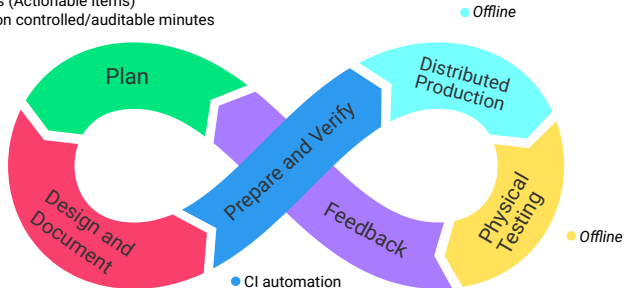 (Actionable items)
controlled/auditable minutes
Offline
Plan
Distributed
Production
Prepare and Verify
Design and
Document
Feedback
Physical
Testing
Offline
CI automation